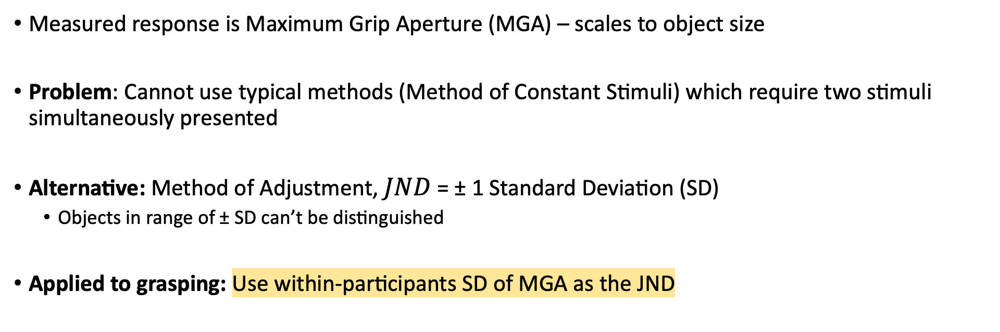 • Measured response is Maximum Grip Aperture (MGA) – scales to object size
• Problem: Cannot use typical methods (Method of Constant Stimuli) which require two stimuli
simultaneously presented
• Alternative: Method of Adjustment, JND = ± 1 Standard Deviation (SD)
• Objects in range of ± SD can’t be distinguished
• Applied to grasping: Use within-participants SD of MGA as the JND